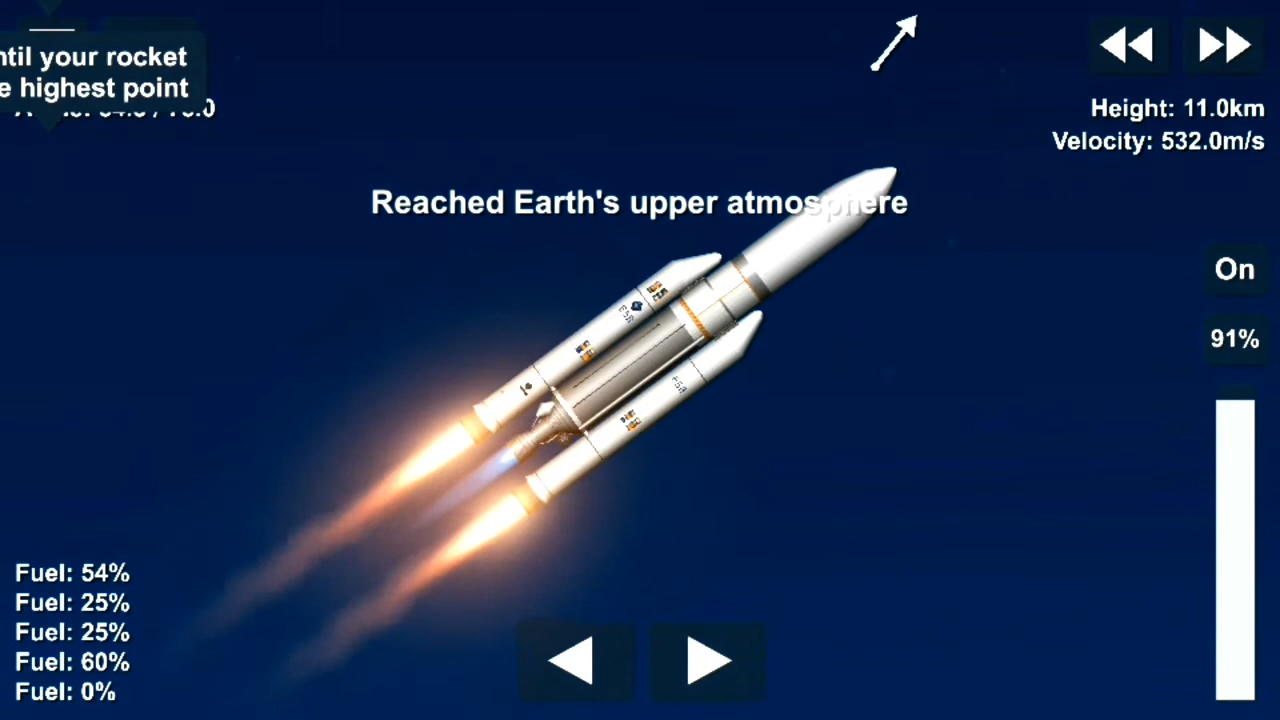 ntil your rocket
e highest point
Height: 11.0km
Velocity: 532.0m/s
Reached Earth's upper atmosphere
On
91%
Fuel: 54%
Fuel: 25%
Fuel: 25%
Fuel: 60%
Fuel: 0%